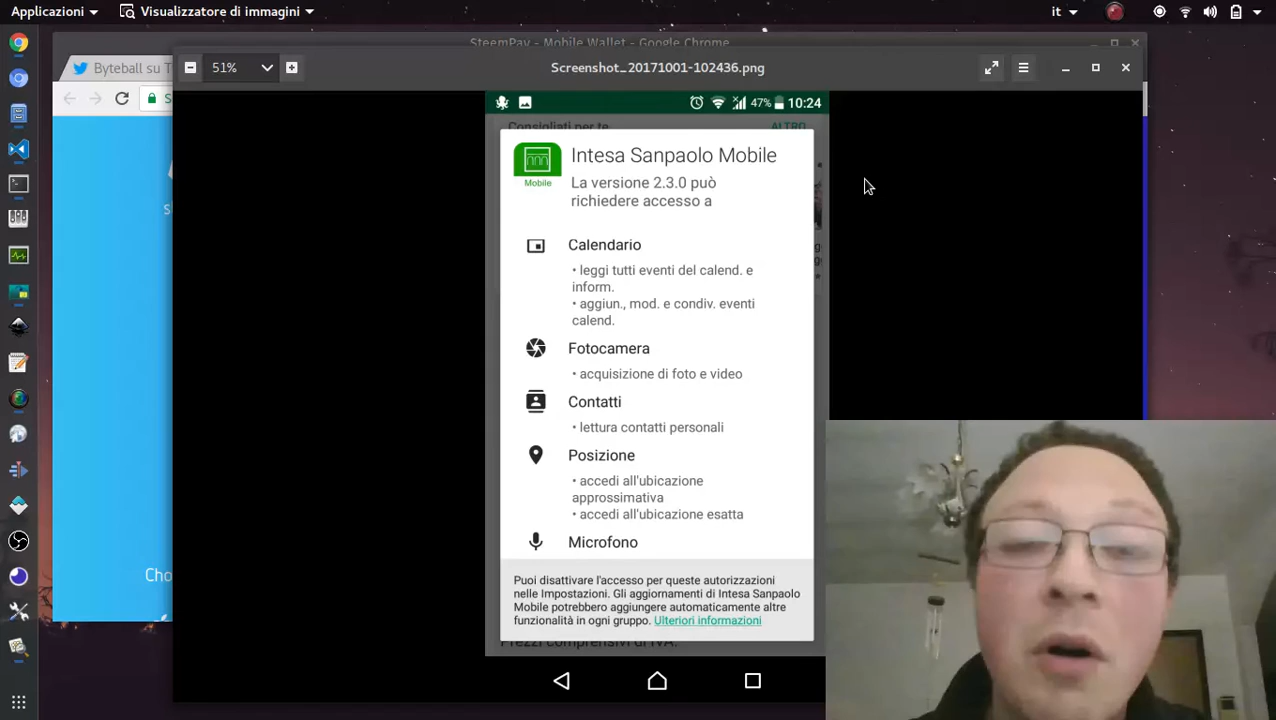 Applicazioni
Visualizzatore di immagini
it
SteemPay - Mobile Wallet - Google Chrome
51%
Screenshot_20171001-102436.png
Byteball su T
47%
10:24
Consigliati per te
ALTRO
Intesa Sanpaolo Mobile
Mobile
La versione 2.3.0 può
richiedere accesso a
Calendario
• leggi tutti eventi del calend. e
inform.
• aggiun., mod. e condiv. eventi
calend.
Fotocamera
• acquisizione di foto e video
Contatti
• lettura contatti personali
Posizione
• accedi all'ubicazione
approssimativa
• accedi all'ubicazione esatta
Microfono
Puoi disattivare l'accesso per queste autorizzazioni
nelle Impostazioni. Gli aggiornamenti di Intesa Sanpaolo
Mobile potrebbero aggiungere automaticamente altre
funzionalità in ogni gruppo. Ulteriori informazioni
Prezzi comprensivi di IVA.
Cho